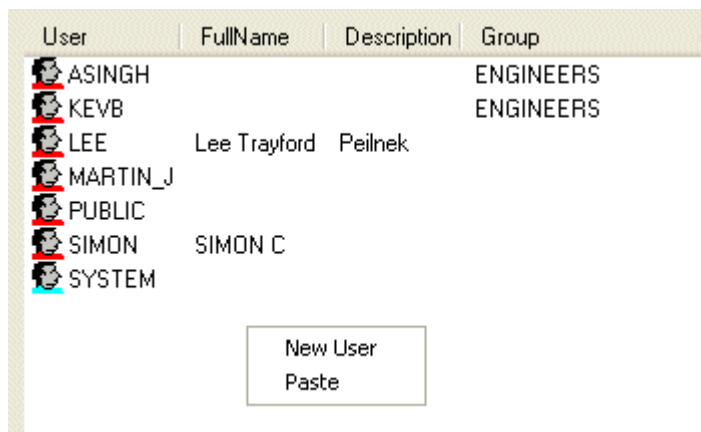 User FullName Description Group
ASINGH ENGINEERS
KEVB ENGINEERS
LEE Lee Trayford Peilnek
MARTIN_J
PUBLIC
SIMON SIMON C
SYSTEM
New User
Paste